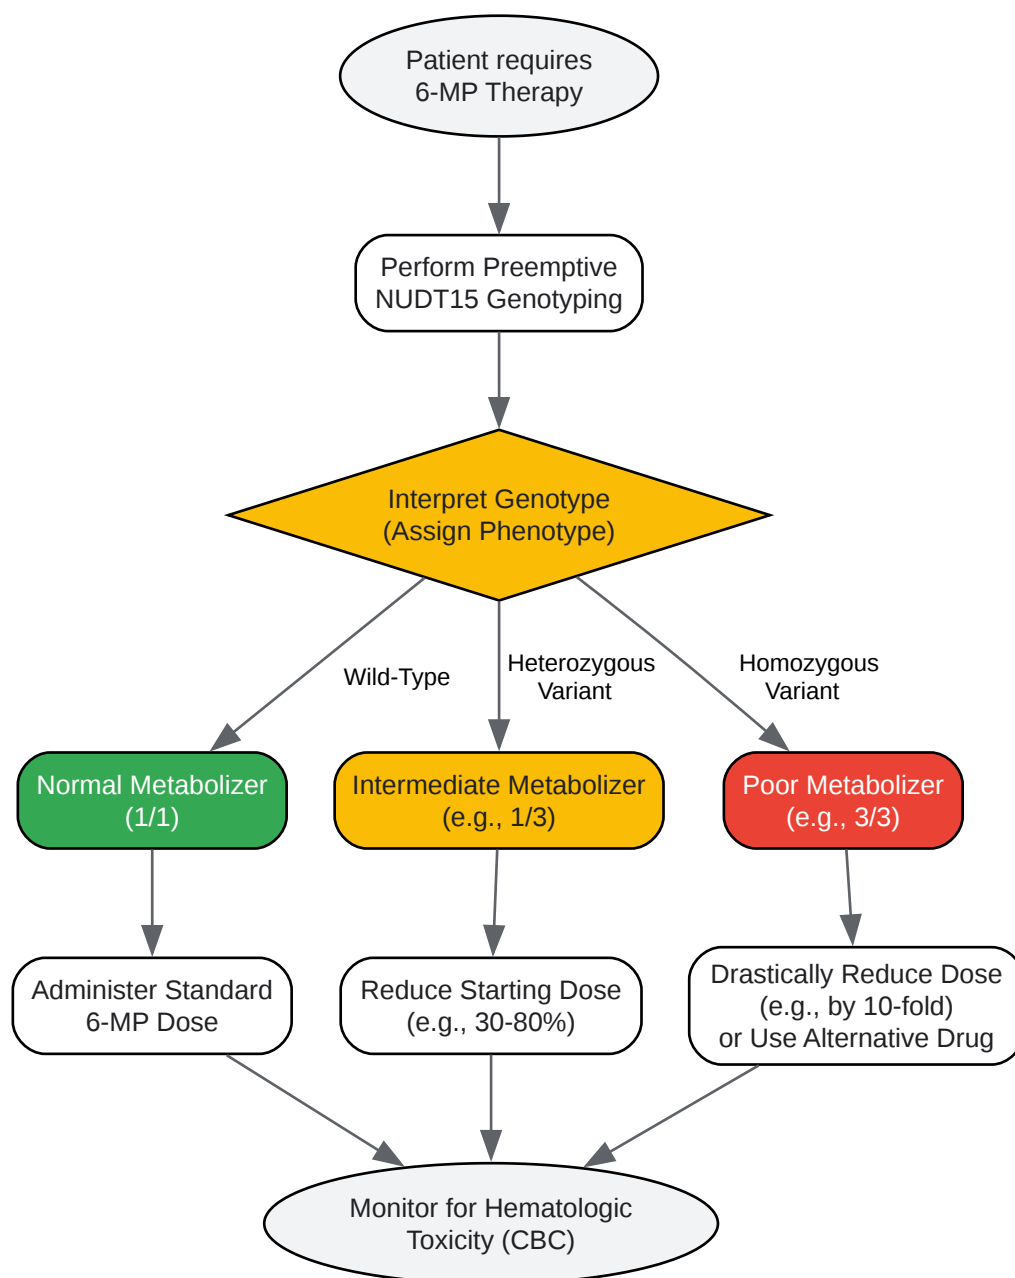 Patient requires
6-MP Therapy
Perform Preemptive
NUDT15 Genotyping
Interpret Genotype
(Assign Phenotype)
Wild-Type
Heterozygous
Variant
Homozygous
Variant
Normal Metabolizer
(1/1)
Intermediate Metabolizer
(e.g., 1/3)
Poor Metabolizer
(e.g., 3/3)
Administer Standard
6-MP Dose
Reduce Starting Dose
(e.g., 30-80%)
Drastically Reduce Dose
(e.g., by 10-fold)
or Use Alternative Drug
Monitor for Hematologic
Toxicity (CBC)